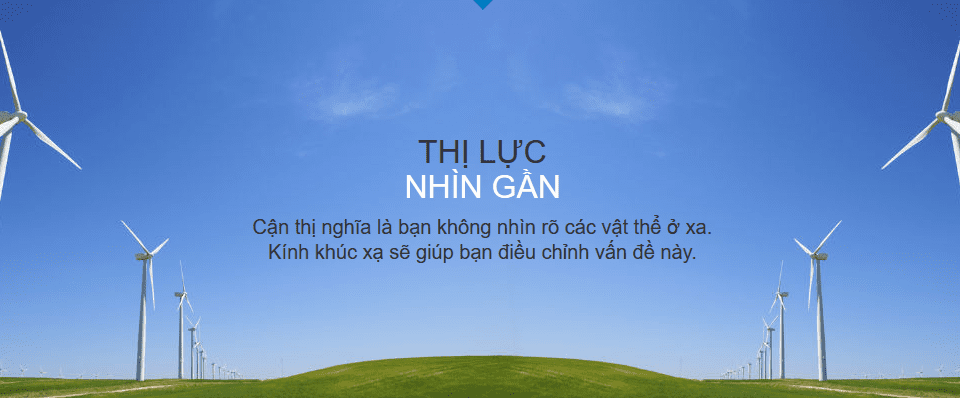 THỊ LỰC
NHÌN GẦN
Cận thị nghĩa là bạn không nhìn rõ các vật thể ở xa.
Kính khúc xạ sẽ giúp bạn điều chỉnh vấn đề này.